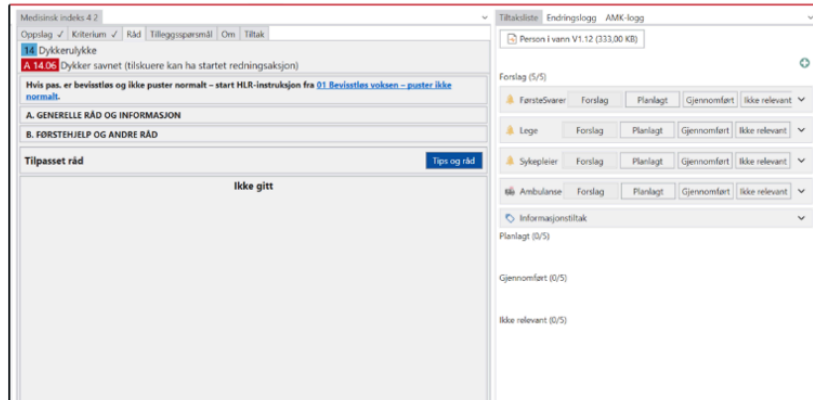 Medisinsk indeks 4.2
Oppslag ✓ Kriterium ✓ Råd Tilleggsspørsmål Om Tiltak
14 Dykkerulykke
A 14.06 Dykker savnet (tilskuere kan ha startet redningsaksjon)
Hvis pas. er bevisstløs og ikke puster normalt – start HLR-instruksjon fra 01 Bevisstløs voksen – puster ikke
normalt.
A. GENERELLE RÅD OG INFORMASJON
B. FØRSTEHJELP OG ANDRE RÅD
Tilpasset råd Tips og råd
Ikke gitt
Tiltaksliste Endringslogg AMK-logg
Person i vann V1.12 (333,00 KB)
Forslag (5/5)
FørsteSvarer Forslag Planlagt Gjennomført Ikke relevant
Lege Forslag Planlagt Gjennomført Ikke relevant
Sykepleier Forslag Planlagt Gjennomført Ikke relevant
Ambulanse Forslag Planlagt Gjennomført Ikke relevant
Informasjonstiltak
Planlagt (0/5)
Gjennomført (0/5)
Ikke relevant (0/5)